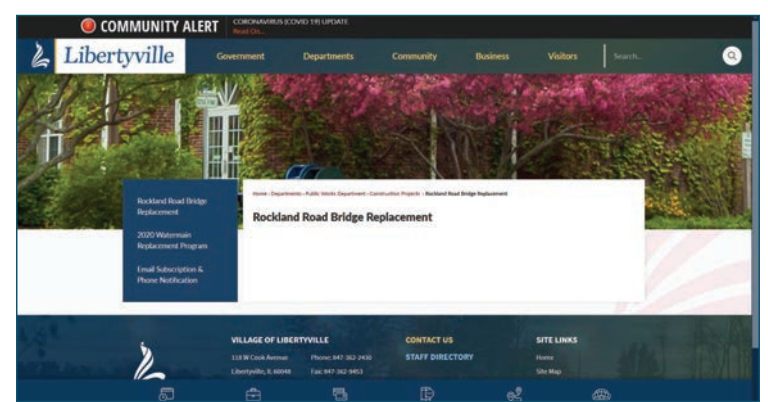 COMMUNITY ALERT
CORONAVIRUS (COVID 19) UPDATE
Read On...
Libertyville
Government Departments Community Business Visitors Search...
Home › Departments › Public Works Department › Construction Projects › Rockland Road Bridge Replacement
Rockland Road Bridge
Replacement
2020 Watermain
Replacement Program
Email Subscription &
Phone Notification
Rockland Road Bridge Replacement
VILLAGE OF LIBERTYVILLE
118 W Cook Avenue Phone: 847-362-2430
Libertyville, IL 60048 Fax: 847-362-9453
CONTACT US
STAFF DIRECTORY
SITE LINKS
Home
Site Map